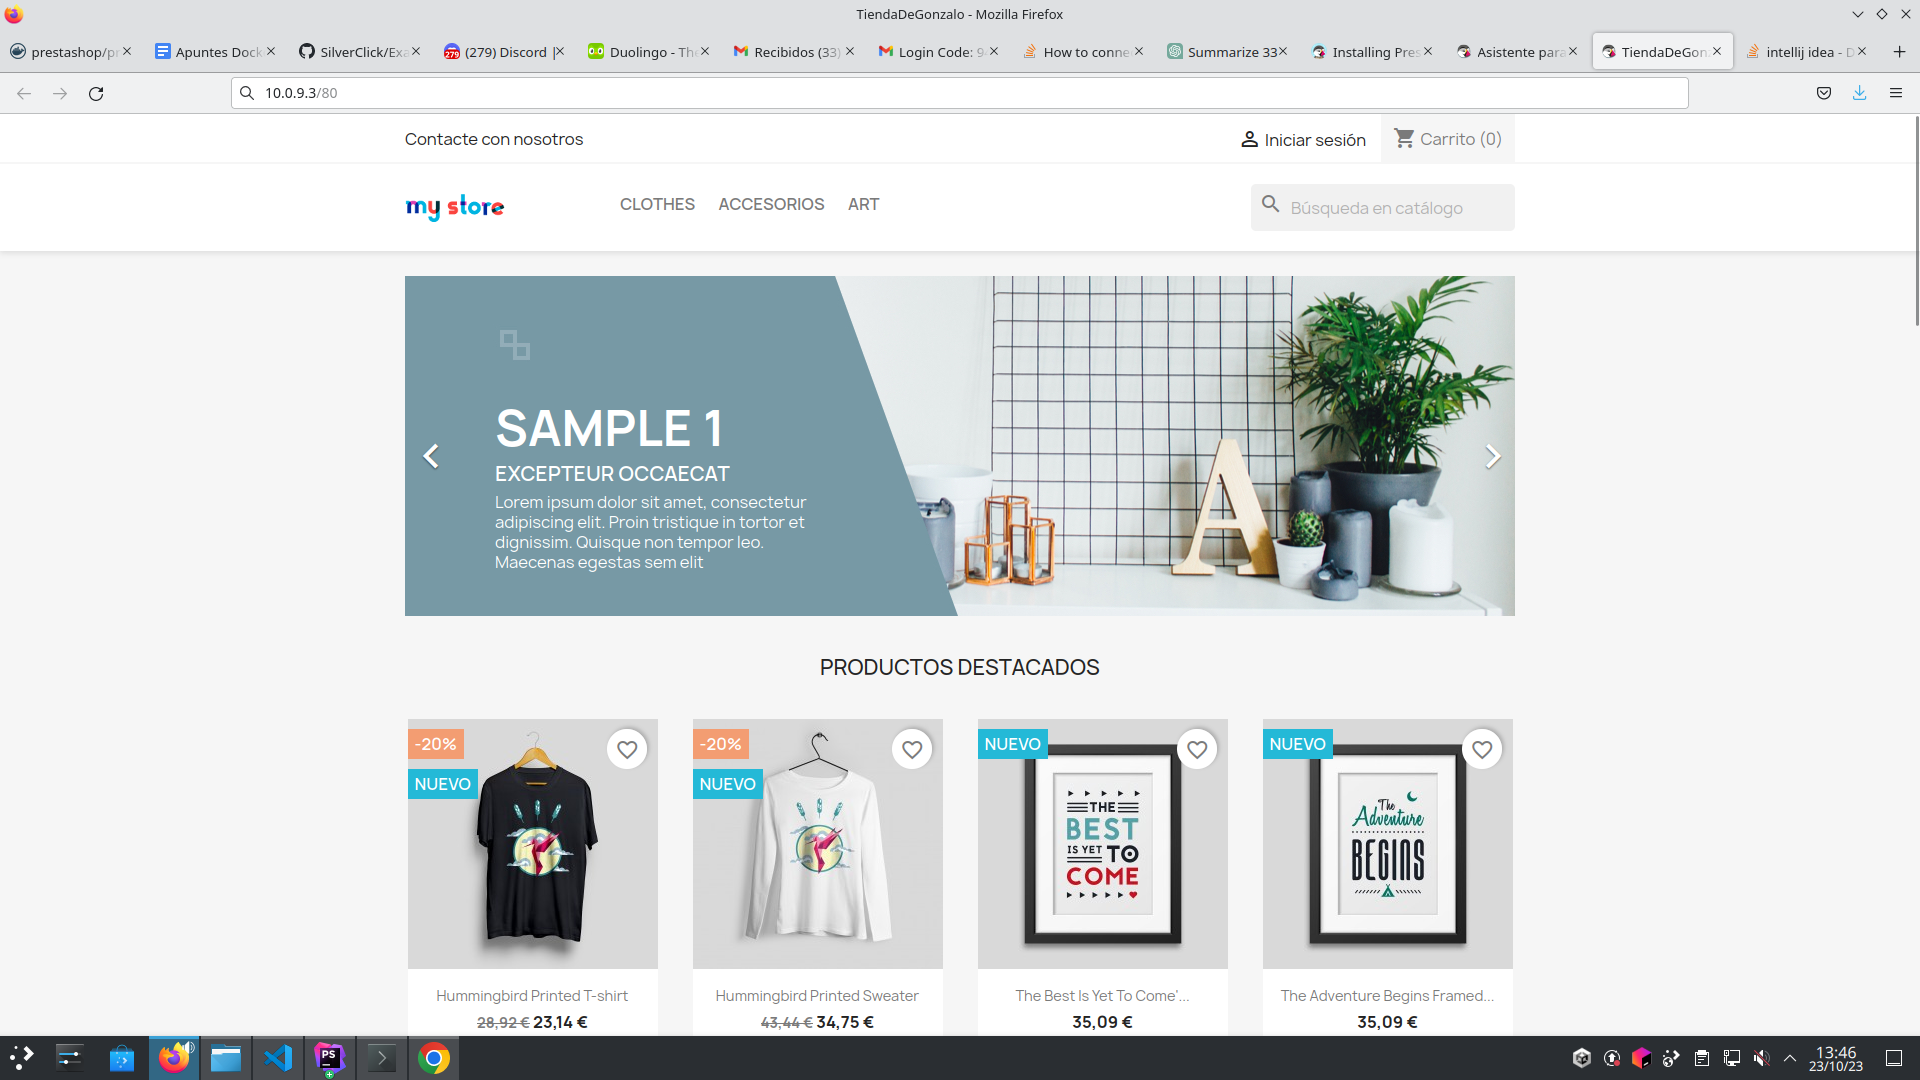 TiendaDeGonzalo - Mozilla Firefox
prestashop/pr
Apuntes Dock
SilverClick/Exa
(279) Discord |
Duolingo - The
Recibidos (33)
Login Code: 9
How to conne
Summarize 33
Installing Pres
Asistente para
TiendaDeGon
intellij idea - D
10.0.9.3/80
Contacte con nosotros
Iniciar sesión
Carrito (0)
my store
CLOTHES
ACCESORIOS
ART
Búsqueda en catálogo
SAMPLE 1
EXCEPTEUR OCCAECAT
Lorem ipsum dolor sit amet, consectetur
adipiscing elit. Proin tristique in tortor et
dignissim. Quisque non tempor leo.
Maecenas egestas sem elit
A
PRODUCTOS DESTACADOS
-20%
NUEVO
-20%
NUEVO
NUEVO
THE
BEST
IS YET TO
COME
NUEVO
The
Adventure
BEGINS
Hummingbird Printed T-shirt
28,92 € 23,14 €
Hummingbird Printed Sweater
43,44 € 34,75 €
The Best Is Yet To Come'...
35,09 €
The Adventure Begins Framed...
35,09 €
PS
13:46
23/10/23